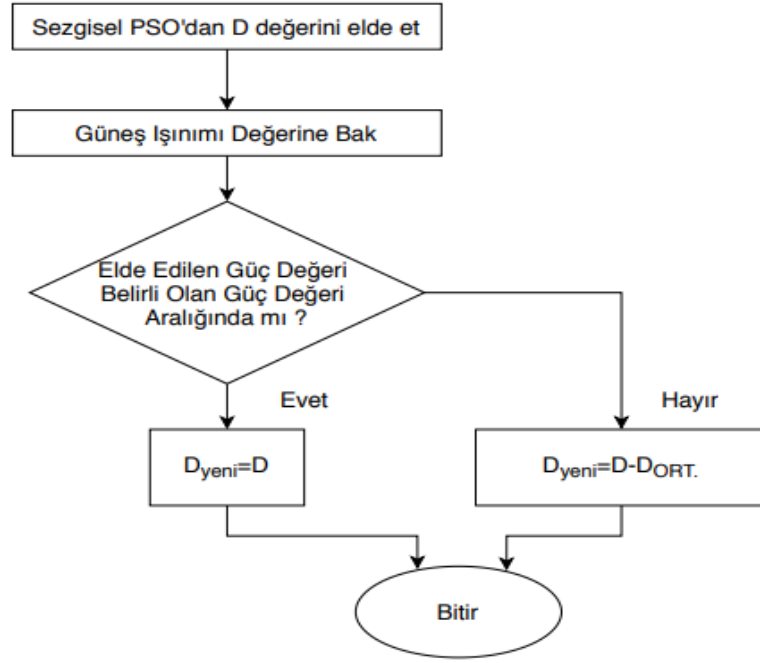 Sezgisel PSO'dan D değerini elde et
Güneş Işınımı Değerine Bak
Elde Edilen Güç Değeri
Belirli Olan Güç Değeri
Aralığında mı ?
Evet
Hayır
Dyeni=D
Dyeni=D-DORT.
Bitir